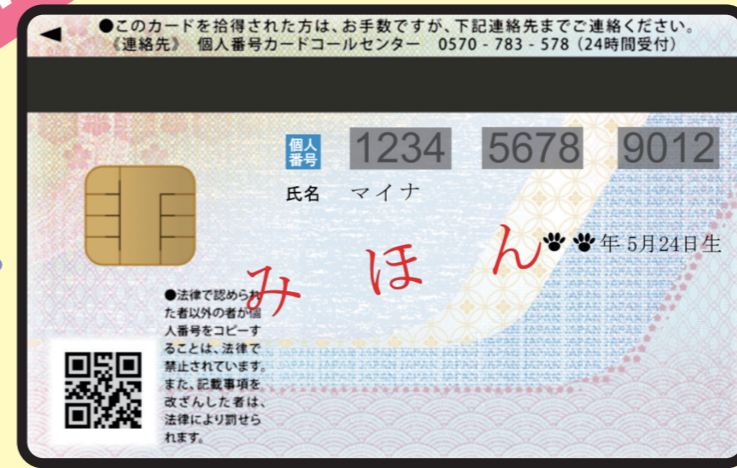 ●このカードを拾得された方は、お手数ですが、下記連絡先までご連絡ください。
《連絡先》 個人番号カードコールセンター 0570 - 783 - 578（24時間受付）
個人番号 1234 5678 9012
氏名 マイナ
年 5月24日生
みほん
●法律で認められ
た者以外の者が個
人番号をコピーす
ることは、法律で
禁止されています。
また、記載事項を
改ざんした者は、
法律により罰せら
れます。